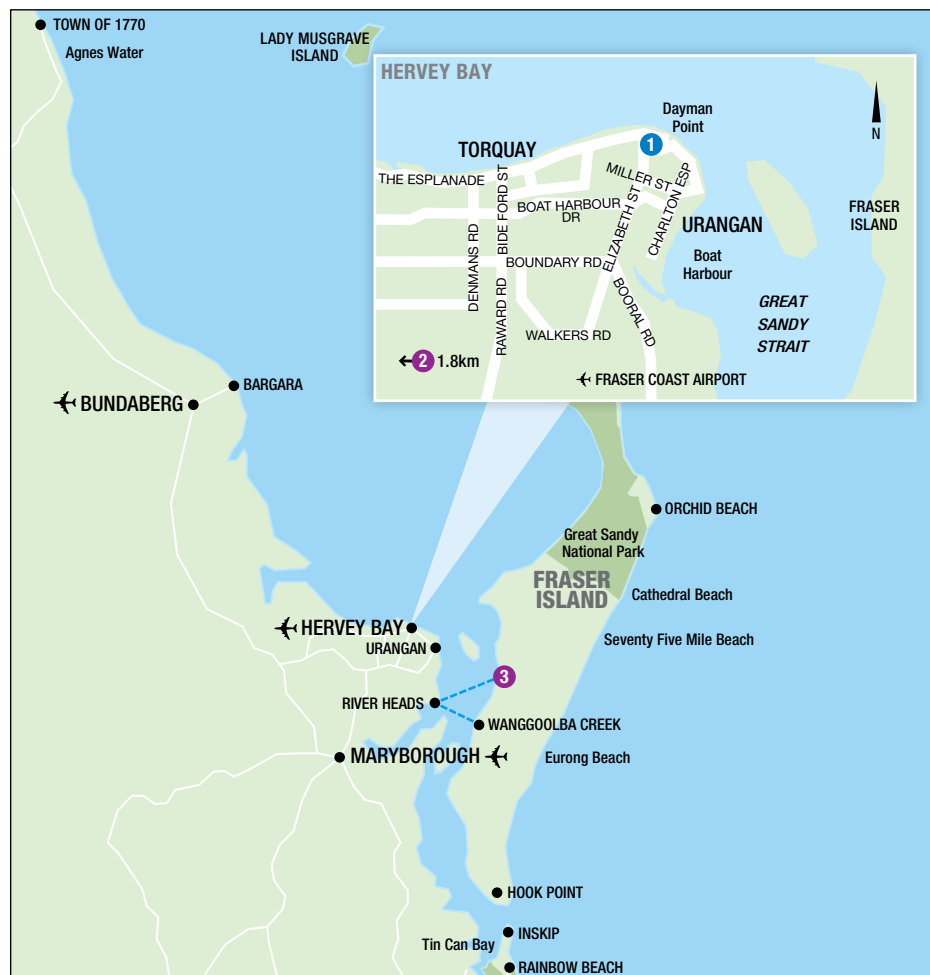 TOWN OF 1770
Agnes Water
LADY MUSGRAVE
ISLAND
HERVEY BAY
Dayman
Point
N
1
TORQUAY
THE ESPLANADE
MILLER ST
BIDE FORD ST
BOAT HARBOUR
DR
ELIZABETH ST
CHARLTON ESP
URANGAN
FRASER
ISLAND
DENMANS RD
BOUNDARY RD
Boat
Harbour
BOORAL RD
GREAT
SANDY
STRAIT
RAWARD RD
WALKERS RD
2 1.8km
FRASER COAST AIRPORT
BARGARA
BUNDABERG
ORCHID BEACH
Great Sandy
National Park
FRASER
ISLAND
Cathedral Beach
HERVEY BAY
Seventy Five Mile Beach
URANGAN
3
RIVER HEADS
WANGGOOLBA CREEK
MARYBOROUGH
Eurong Beach
HOOK POINT
INSKIP
Tin Can Bay
RAINBOW BEACH